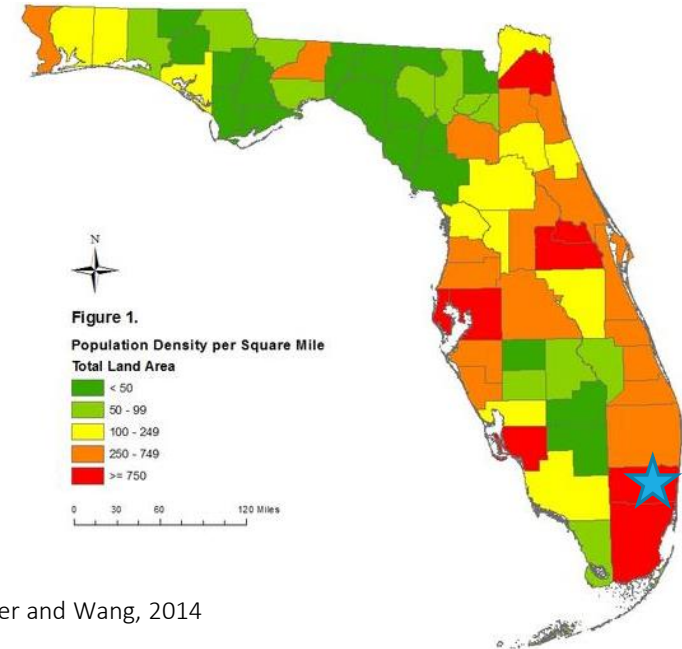 N
Figure 1.
Population Density per Square Mile
Total Land Area
< 50
50 - 99
100 - 249
250 - 749
>= 750
0 30 60 120 Miles
er and Wang, 2014